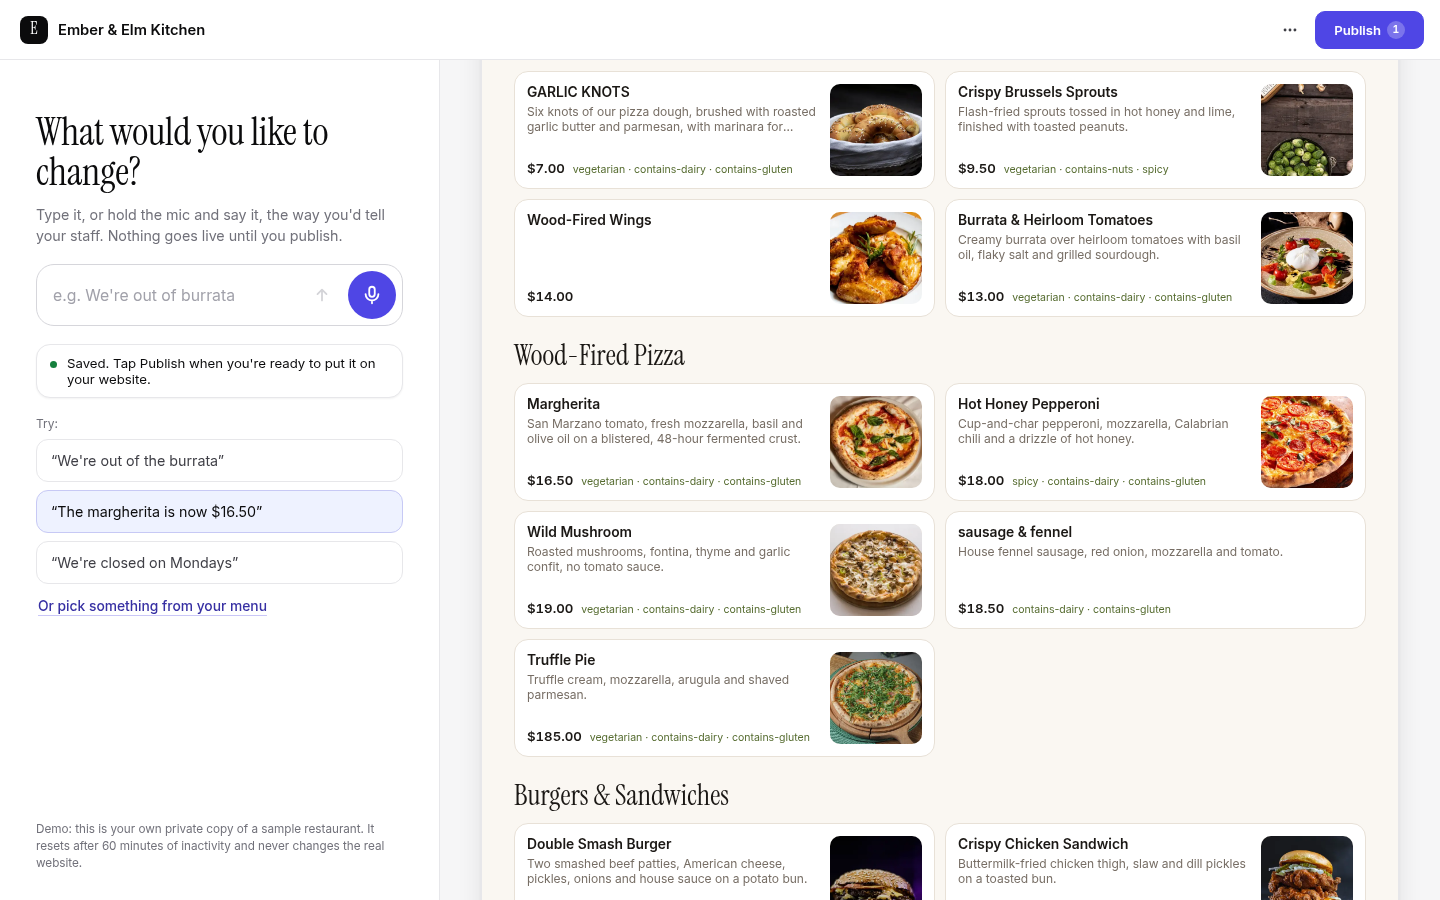 E
Ember & Elm Kitchen
Publish 1
What would you like to
change?
Type it, or hold the mic and say it, the way you'd tell
your staff. Nothing goes live until you publish.
e.g. We're out of burrata
Saved. Tap Publish when you're ready to put it on
your website.
Try:
“We're out of the burrata”
“The margherita is now $16.50”
“We're closed on Mondays”
Or pick something from your menu
Demo: this is your own private copy of a sample restaurant. It
resets after 60 minutes of inactivity and never changes the real
website.
GARLIC KNOTS
Six knots of our pizza dough, brushed with roasted
garlic butter and parmesan, with marinara for...
$7.00 vegetarian · contains-dairy · contains-gluten
Crispy Brussels Sprouts
Flash-fried sprouts tossed in hot honey and lime,
finished with toasted peanuts.
$9.50 vegetarian · contains-nuts · spicy
Wood-Fired Wings
$14.00
Burrata & Heirloom Tomatoes
Creamy burrata over heirloom tomatoes with basil
oil, flaky salt and grilled sourdough.
$13.00 vegetarian · contains-dairy · contains-gluten
Wood-Fired Pizza
Margherita
San Marzano tomato, fresh mozzarella, basil and
olive oil on a blistered, 48-hour fermented crust.
$16.50 vegetarian · contains-dairy · contains-gluten
Hot Honey Pepperoni
Cup-and-char pepperoni, mozzarella, Calabrian
chili and a drizzle of hot honey.
$18.00 spicy · contains-dairy · contains-gluten
Wild Mushroom
Roasted mushrooms, fontina, thyme and garlic
confit, no tomato sauce.
$19.00 vegetarian · contains-dairy · contains-gluten
sausage & fennel
House fennel sausage, red onion, mozzarella and tomato.
$18.50 contains-dairy · contains-gluten
Truffle Pie
Truffle cream, mozzarella, arugula and shaved
parmesan.
$185.00 vegetarian · contains-dairy · contains-gluten
Burgers & Sandwiches
Double Smash Burger
Two smashed beef patties, American cheese,
pickles, onions and house sauce on a potato bun.
Crispy Chicken Sandwich
Buttermilk-fried chicken thigh, slaw and dill pickles
on a toasted bun.